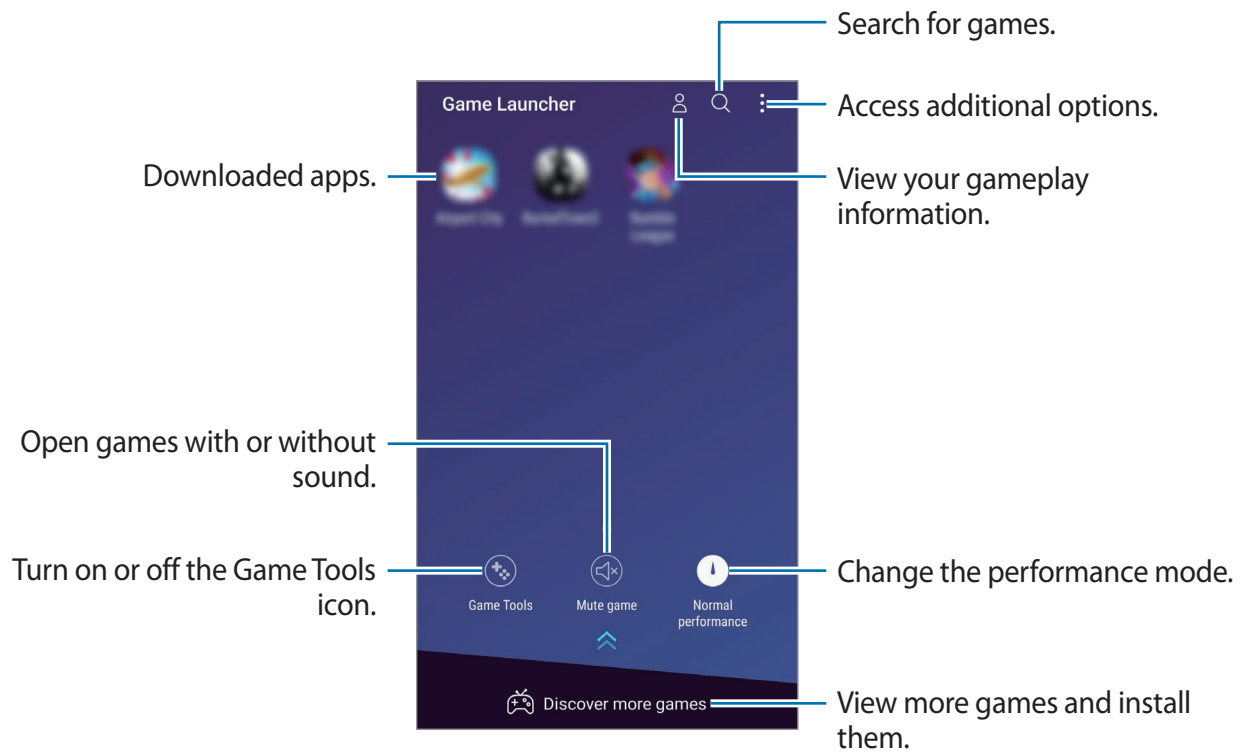 Search for games.
Game Launcher
Access additional options.
Downloaded apps.
View your gameplay
information.
Open games with or without
sound.
Turn on or off the Game Tools
icon.
Change the performance mode.
Game Tools
Mute game
Normal
performance
Discover more games
View more games and install
them.